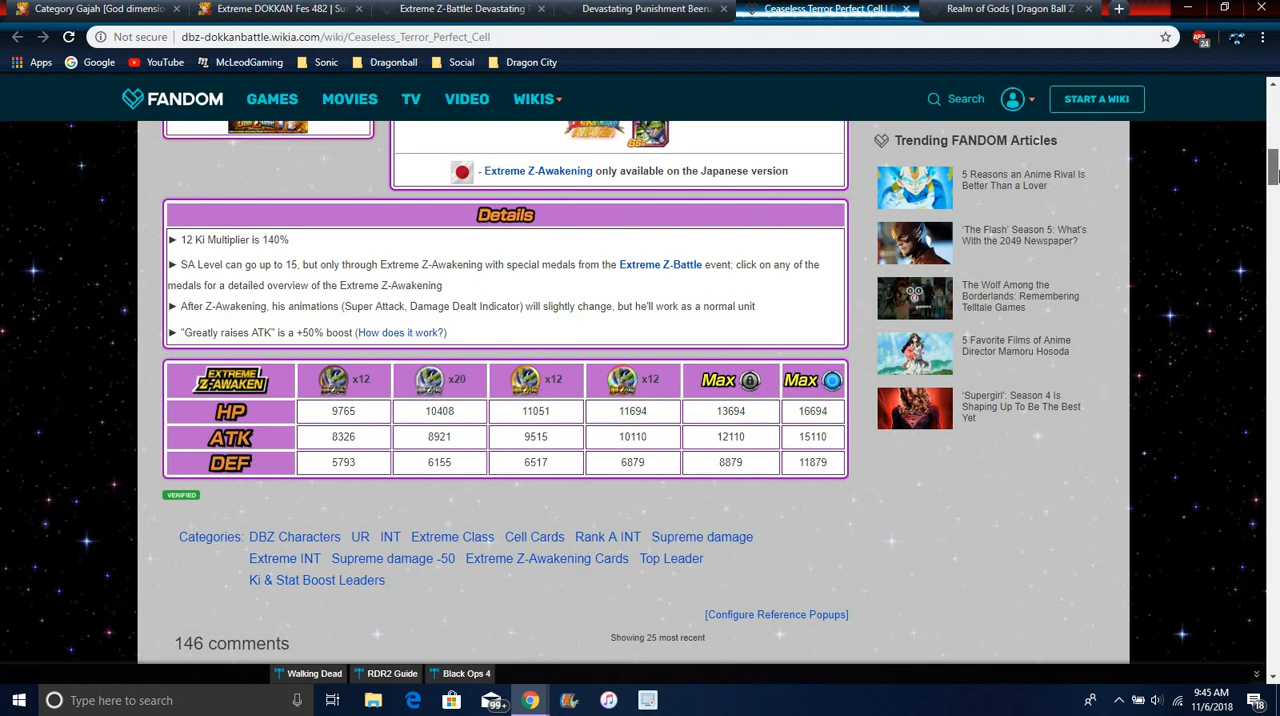 Category Gajah [God dimensio
Extreme DOKKAN Fes 482 | Su
Extreme Z-Battle: Devastating
Devastating Punishment Beeru
Ceaseless Terror Perfect Cell |
Realm of Gods | Dragon Ball Z
Not secure | dbz-dokkanbattle.wikia.com/wiki/Ceaseless_Terror_Perfect_Cell
24
Apps Google YouTube McLeodGaming Sonic Dragonball Social Dragon City
FANDOM GAMES MOVIES TV VIDEO WIKIS Search START A WIKI
- Extreme Z-Awakening only available on the Japanese version
Details
► 12 Ki Multiplier is 140%
► SA Level can go up to 15, but only through Extreme Z-Awakening with special medals from the Extreme Z-Battle event; click on any of the
medals for a detailed overview of the Extreme Z-Awakening
► After Z-Awakening, his animations (Super Attack, Damage Dealt Indicator) will slightly change, but he'll work as a normal unit
► "Greatly raises ATK" is a +50% boost (How does it work?)
EXTREME Z-AWAKEN x12 x20 x12 x12 Max Max
HP 9765 10408 11051 11694 13694 16694
ATK 8326 8921 9515 10110 12110 15110
DEF 5793 6155 6517 6879 8879 11879
VERIFIED
Categories: DBZ Characters UR INT Extreme Class Cell Cards Rank A INT Supreme damage
Extreme INT Supreme damage -50 Extreme Z-Awakening Cards Top Leader
Ki & Stat Boost Leaders
[Configure Reference Popups]
146 comments
Showing 25 most recent
Trending FANDOM Articles
5 Reasons an Anime Rival Is
Better Than a Lover
'The Flash' Season 5: What's
With the 2049 Newspaper?
The Wolf Among the
Borderlands: Remembering
Telltale Games
5 Favorite Films of Anime
Director Mamoru Hosoda
'Supergirl': Season 4 Is
Shaping Up To Be The Best
Yet
Walking Dead RDR2 Guide Black Ops 4
Type here to search
99+
9:45 AM
11/6/2018
18